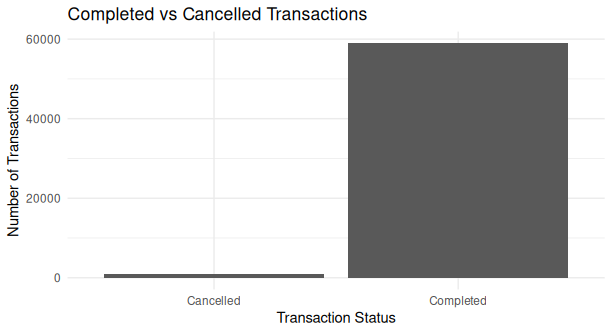 Completed vs Cancelled Transactions
Number of Transactions
60000
40000
20000
0
Cancelled
Completed
Transaction Status